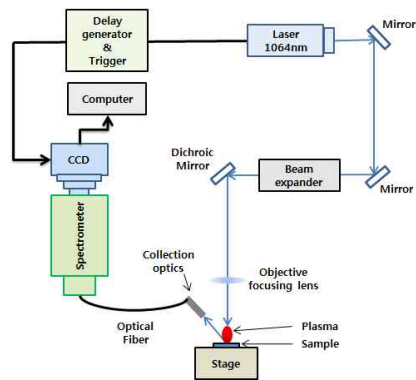 Delay
generator
&
Trigger
Laser
1064nm
Mirror
Computer
CCD
Dichroic
Mirror
Beam
expander
Mirror
Spectrometer
Collection
optics
Objective
focusing lens
Optical
Fiber
Plasma
Sample
Stage